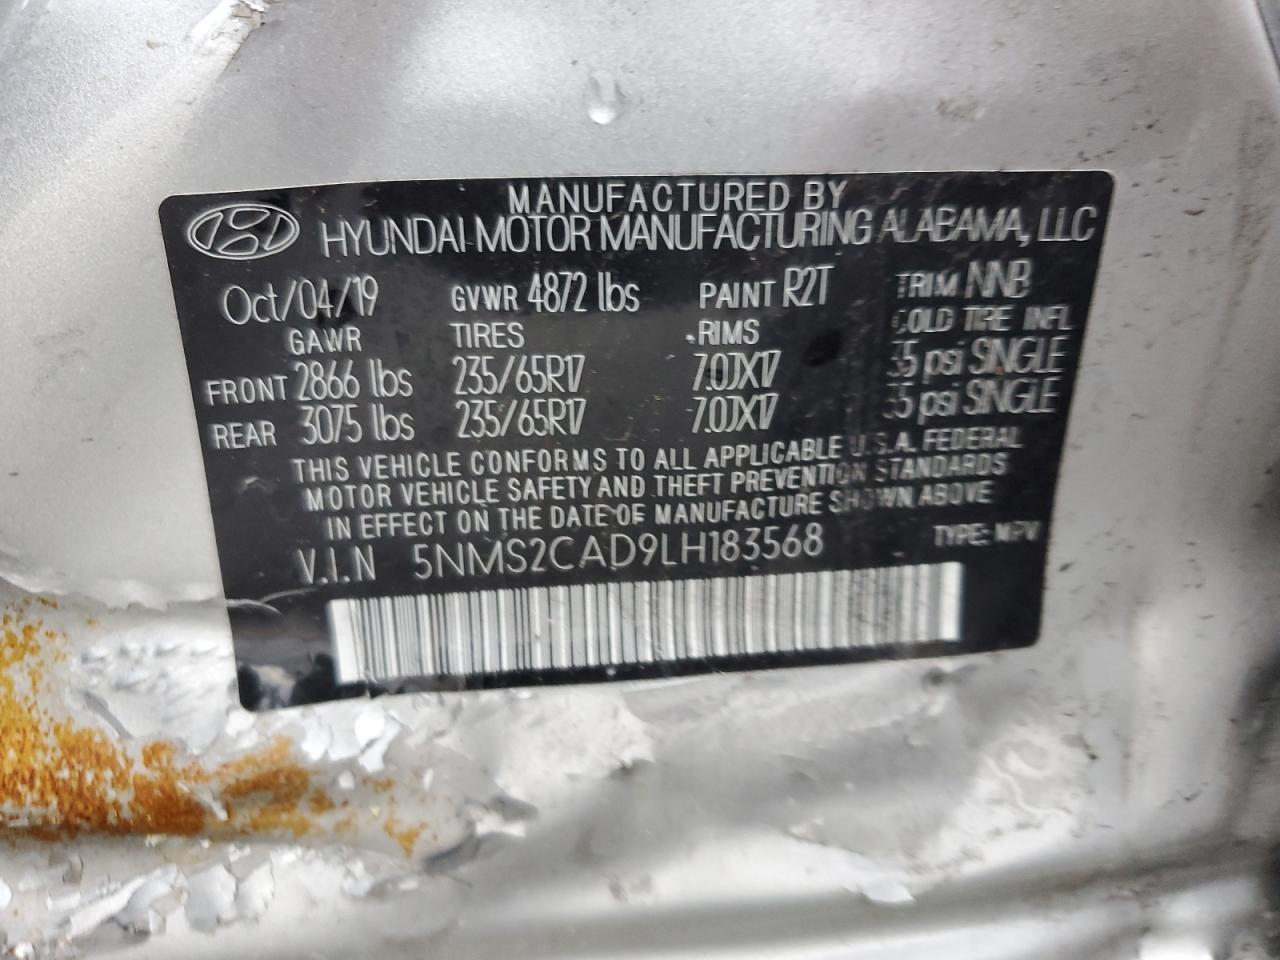 MANUFACTURED BY
HYUNDAI MOTOR MANUFACTURING ALABAMA, LLC
Oct/04/19 GVWR 4872 lbs PAINT R2T TRIM NNB
GAWR TIRES RIMS COLD TIRE INFL
FRONT 2866 lbs 235/65R17 7.0JX17 35 psi SINGLE
REAR 3075 lbs 235/65R17 7.0JX17 35 psi SINGLE
THIS VEHICLE CONFORMS TO ALL APPLICABLE U.S.A. FEDERAL
MOTOR VEHICLE SAFETY AND THEFT PREVENTION STANDARDS
IN EFFECT ON THE DATE OF MANUFACTURE SHOWN ABOVE
V.I.N 5NMS2CAD9LH183568 TYPE: MPV